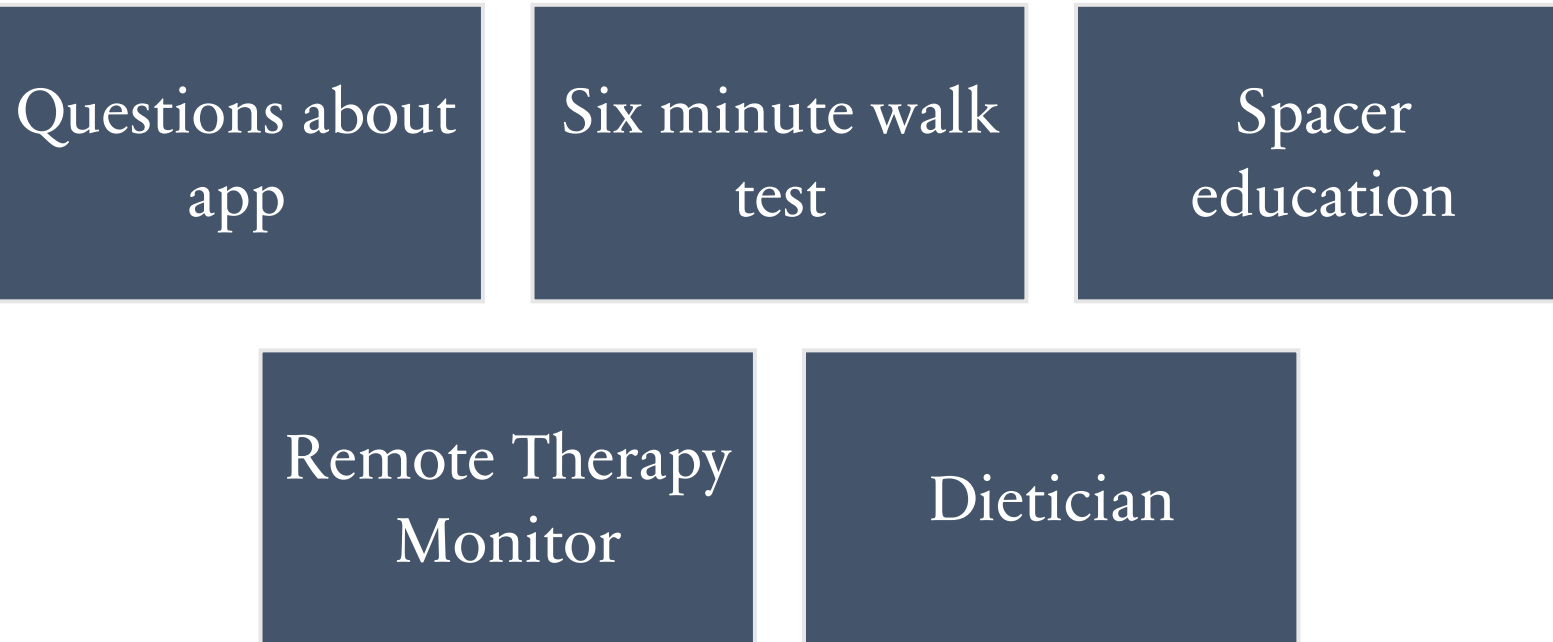 Questions about
app
Six minute walk
test
Spacer
education
Remote Therapy
Monitor
Dietician